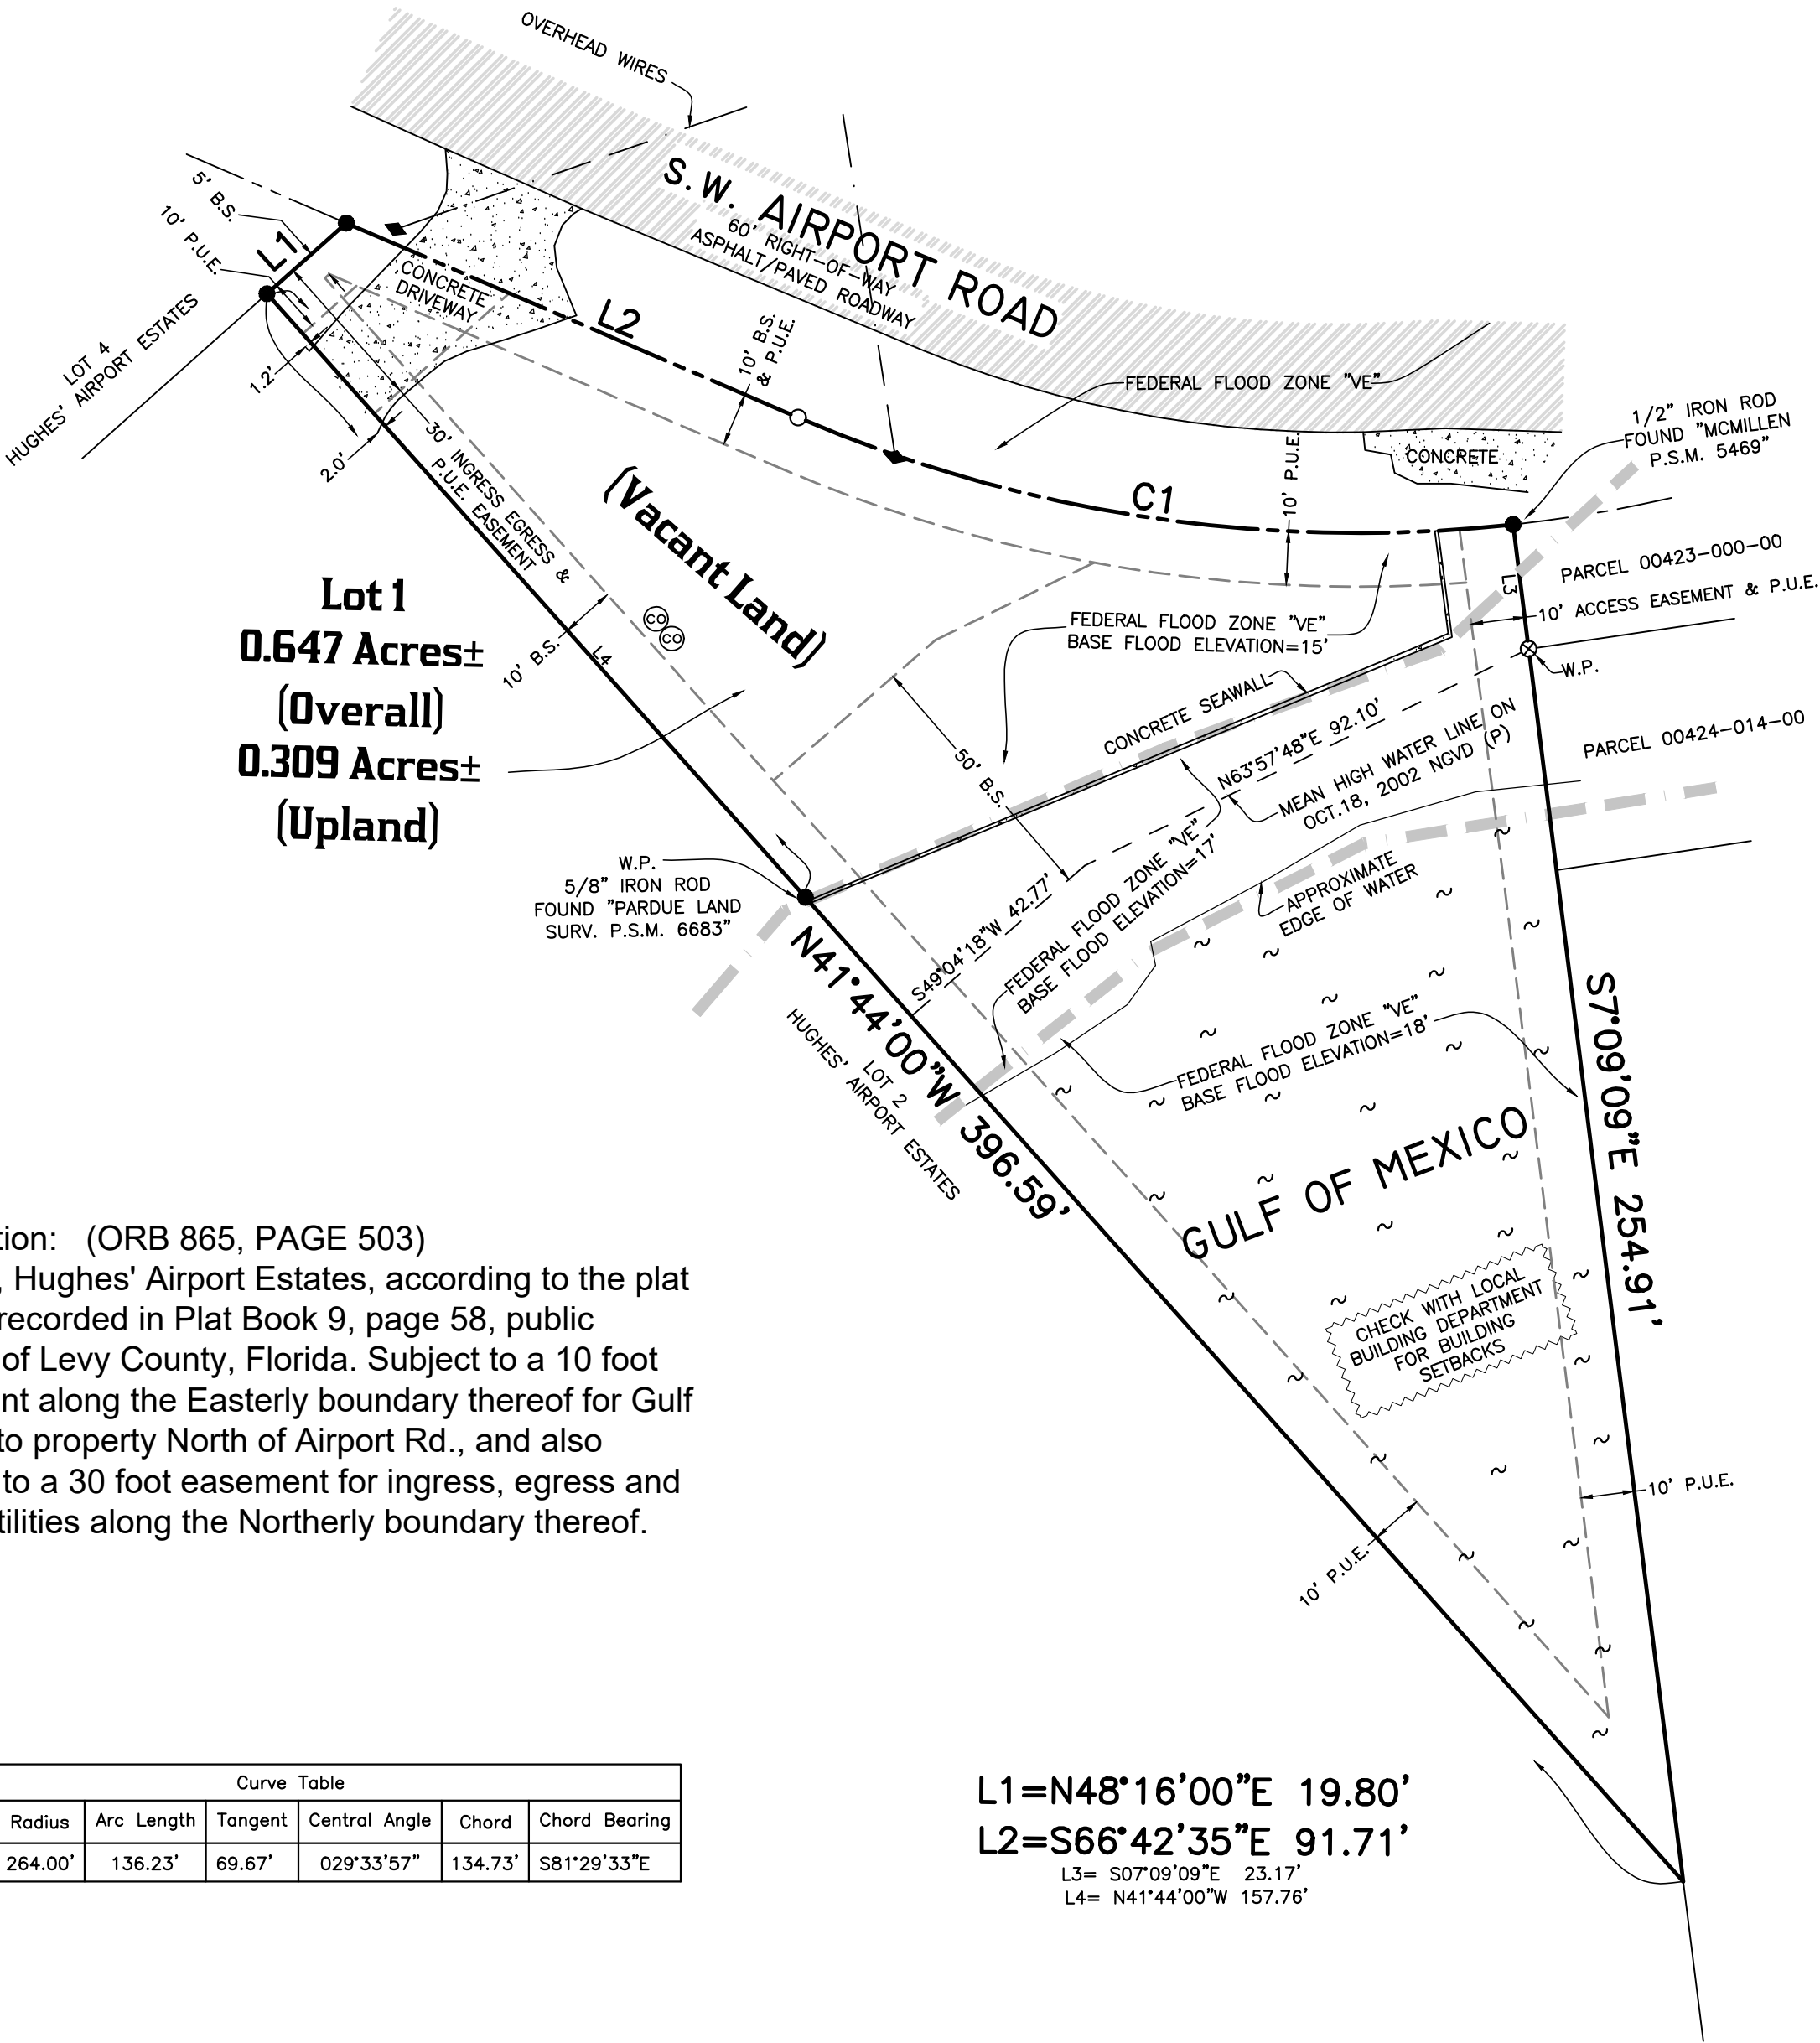 OVERHEAD WIRES
S.W. AIRPORT ROAD
60' RIGHT-OF-WAY
ASPHALT/PAVED ROADWAY
5' B.S.
10' P.U.E.
L1
CONCRETE
DRIVEWAY
L2
LOT 4
HUGHES' AIRPORT ESTATES
1.2'
2.0'
10' B.S.
& P.U.E.
FEDERAL FLOOD ZONE "VE"
1/2" IRON ROD
FOUND "MCMILLEN
P.S.M. 5469"
CONCRETE
10' P.U.E.
C1
30' INGRESS EGRESS &
P.U.E. EASEMENT
(Vacant Land)
Lot 1
0.647 Acres±
(Overall)
0.309 Acres±
(Upland)
10' B.S.
L4
CO
CO
L3
PARCEL 00423-000-00
10' ACCESS EASEMENT & P.U.E.
W.P.
FEDERAL FLOOD ZONE "VE"
BASE FLOOD ELEVATION=15'
CONCRETE SEAWALL
N63°57'48"E 92.10'
MEAN HIGH WATER LINE ON
OCT.18, 2002 NGVD (P)
PARCEL 00424-014-00
50' B.S.
W.P.
5/8" IRON ROD
FOUND "PARDUE LAND
SURV. P.S.M. 6683"
S49°04'18"W 42.77'
FEDERAL FLOOD ZONE "VE"
BASE FLOOD ELEVATION=17'
APPROXIMATE
EDGE OF WATER
N41°44'00"W 396.59'
LOT 2
HUGHES' AIRPORT ESTATES
FEDERAL FLOOD ZONE "VE"
BASE FLOOD ELEVATION=18'
S7°09'09"E 254.91'
GULF OF MEXICO
CHECK WITH LOCAL
BUILDING DEPARTMENT
FOR BUILDING
SETBACKS
10' P.U.E.
10' P.U.E.
tion: (ORB 865, PAGE 503)
, Hughes' Airport Estates, according to the plat
recorded in Plat Book 9, page 58, public
of Levy County, Florida. Subject to a 10 foot
nt along the Easterly boundary thereof for Gulf
to property North of Airport Rd., and also
to a 30 foot easement for ingress, egress and
tilities along the Northerly boundary thereof.
Curve Table
Radius Arc Length Tangent Central Angle Chord Chord Bearing
264.00' 136.23' 69.67' 029°33'57" 134.73' S81°29'33"E
L1=N48°16'00"E 19.80'
L2=S66°42'35"E 91.71'
L3= S07°09'09"E 23.17'
L4= N41°44'00"W 157.76'